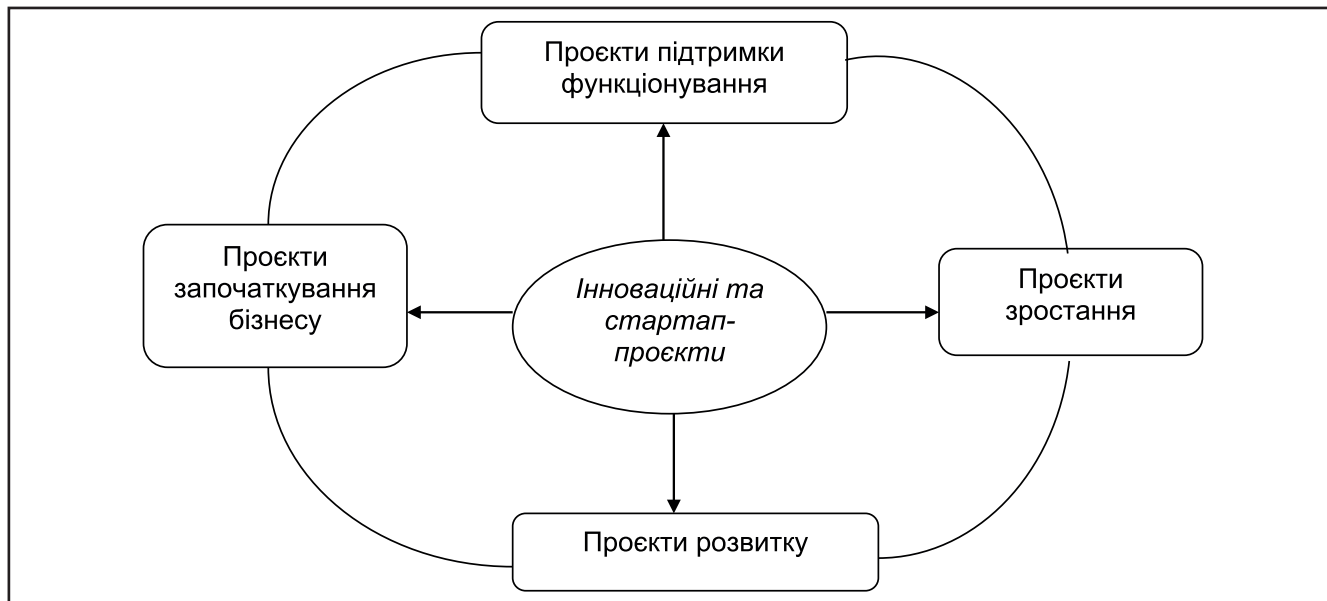 Проєкти підтримки
функціонування
Проєкти
започаткування
бізнесу
Інноваційні та
стартап-
проєкти
Проєкти
зростання
Проєкти розвитку